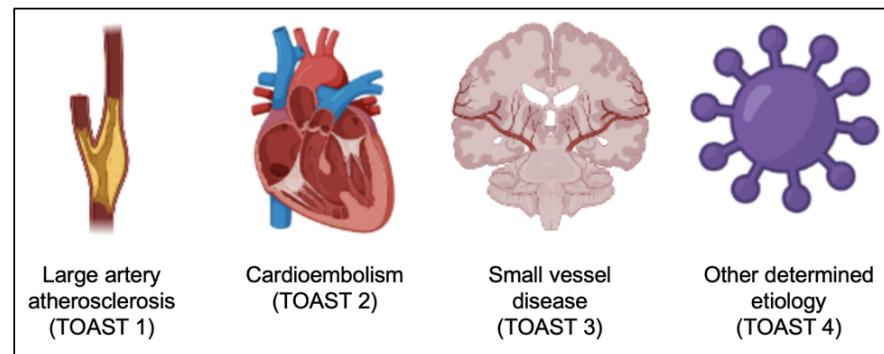 Large artery
atherosclerosis
(TOAST 1)
Cardioembolism
(TOAST 2)
Small vessel
disease
(TOAST 3)
Other determined
etiology
(TOAST 4)